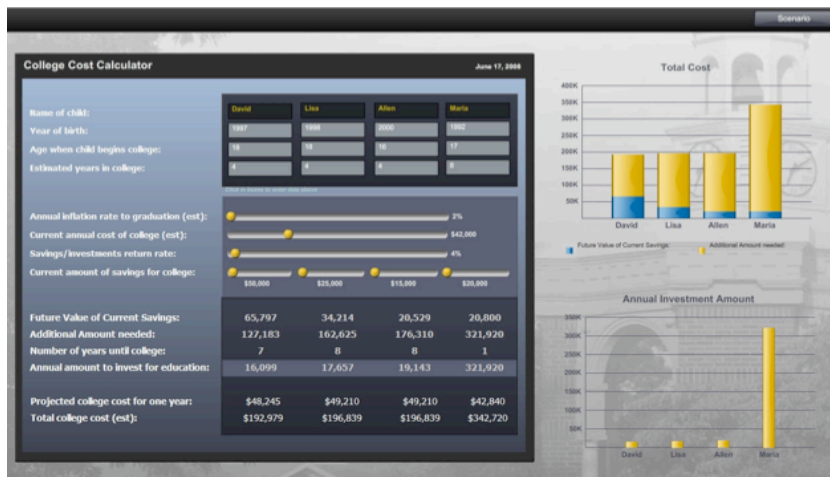 Scenario
College Cost Calculator
June 17, 2008
Name of child: David Lisa Allen Maria
Year of birth: 1997 1998 2000 1992
Age when child begins college: 18 18 16 17
Estimated years in college: 4 4 4 8
Click in boxes to enter data above
Annual inflation rate to graduation (est): 2%
Current annual cost of college (est): $42,000
Savings/investments return rate: 4%
Current amount of savings for college:
$50,000 $25,000 $15,000 $20,000
Future Value of Current Savings: 65,797 34,214 20,529 20,800
Additional Amount needed: 127,183 162,625 176,310 321,920
Number of years until college: 7 8 8 1
Annual amount to invest for education: 16,099 17,657 19,143 321,920
Projected college cost for one year: $48,245 $49,210 $49,210 $42,840
Total college cost (est): $192,979 $196,839 $196,839 $342,720
Total Cost
400K
350K
300K
250K
200K
150K
100K
50K
David Lisa Allen Maria
Future Value of Current Savings: Additional Amount needed:
Annual Investment Amount
350K
300K
250K
200K
150K
100K
50K
David Lisa Allen Maria